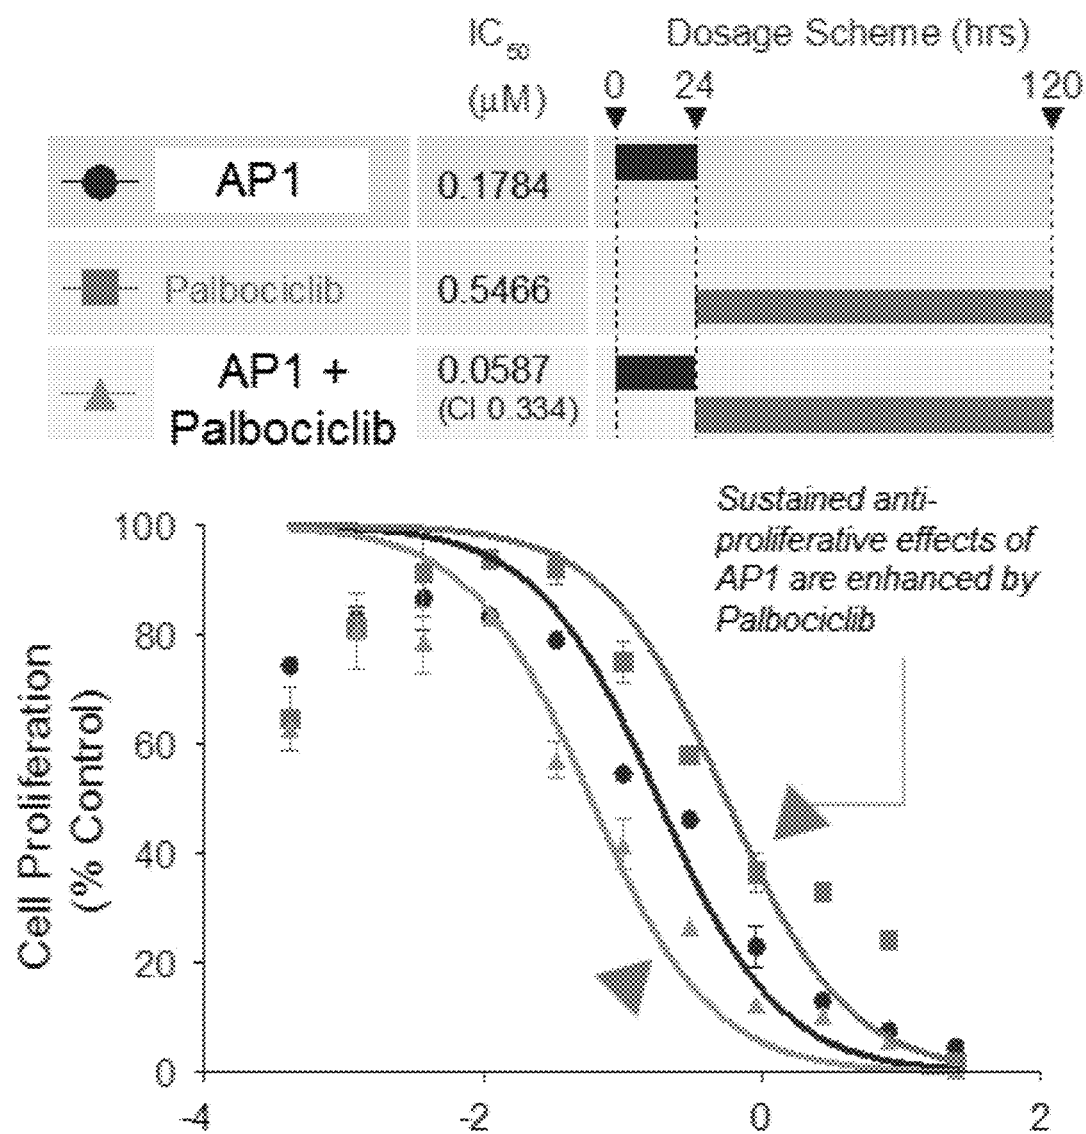 IC50 Dosage Scheme (hrs)
(μM) 0 24 120
AP1 0.1784
Palbociclib 0.5466
AP1 + 0.0587
Palbociclib (CI 0.334)
Sustained anti-
proliferative effects of
AP1 are enhanced by
Palbociclib
Cell Proliferation
(% Control)
100
80
60
40
20
0
-4 -2 0 2